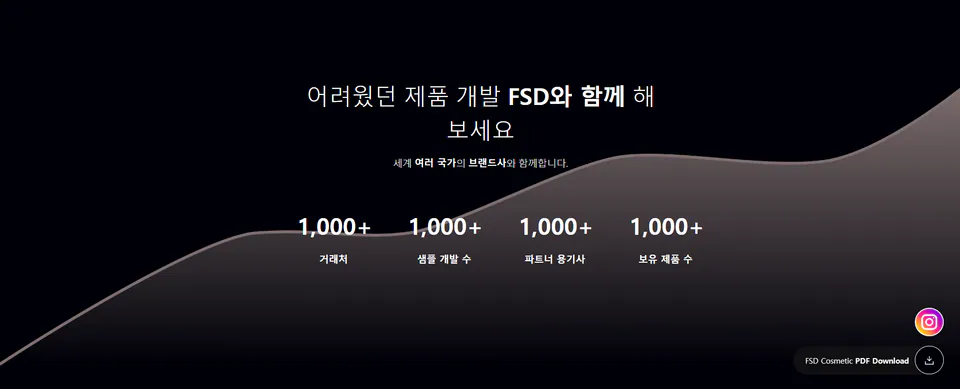 어려웠던 제품 개발 FSD와 함께 해
보세요
세계 여러 국가의 브랜드사와 함께합니다.
1,000+ 1,000+ 1,000+ 1,000+
거래처 샘플 개발 수 파트너 용기사 보유 제품 수
FSD Cosmetic PDF Download